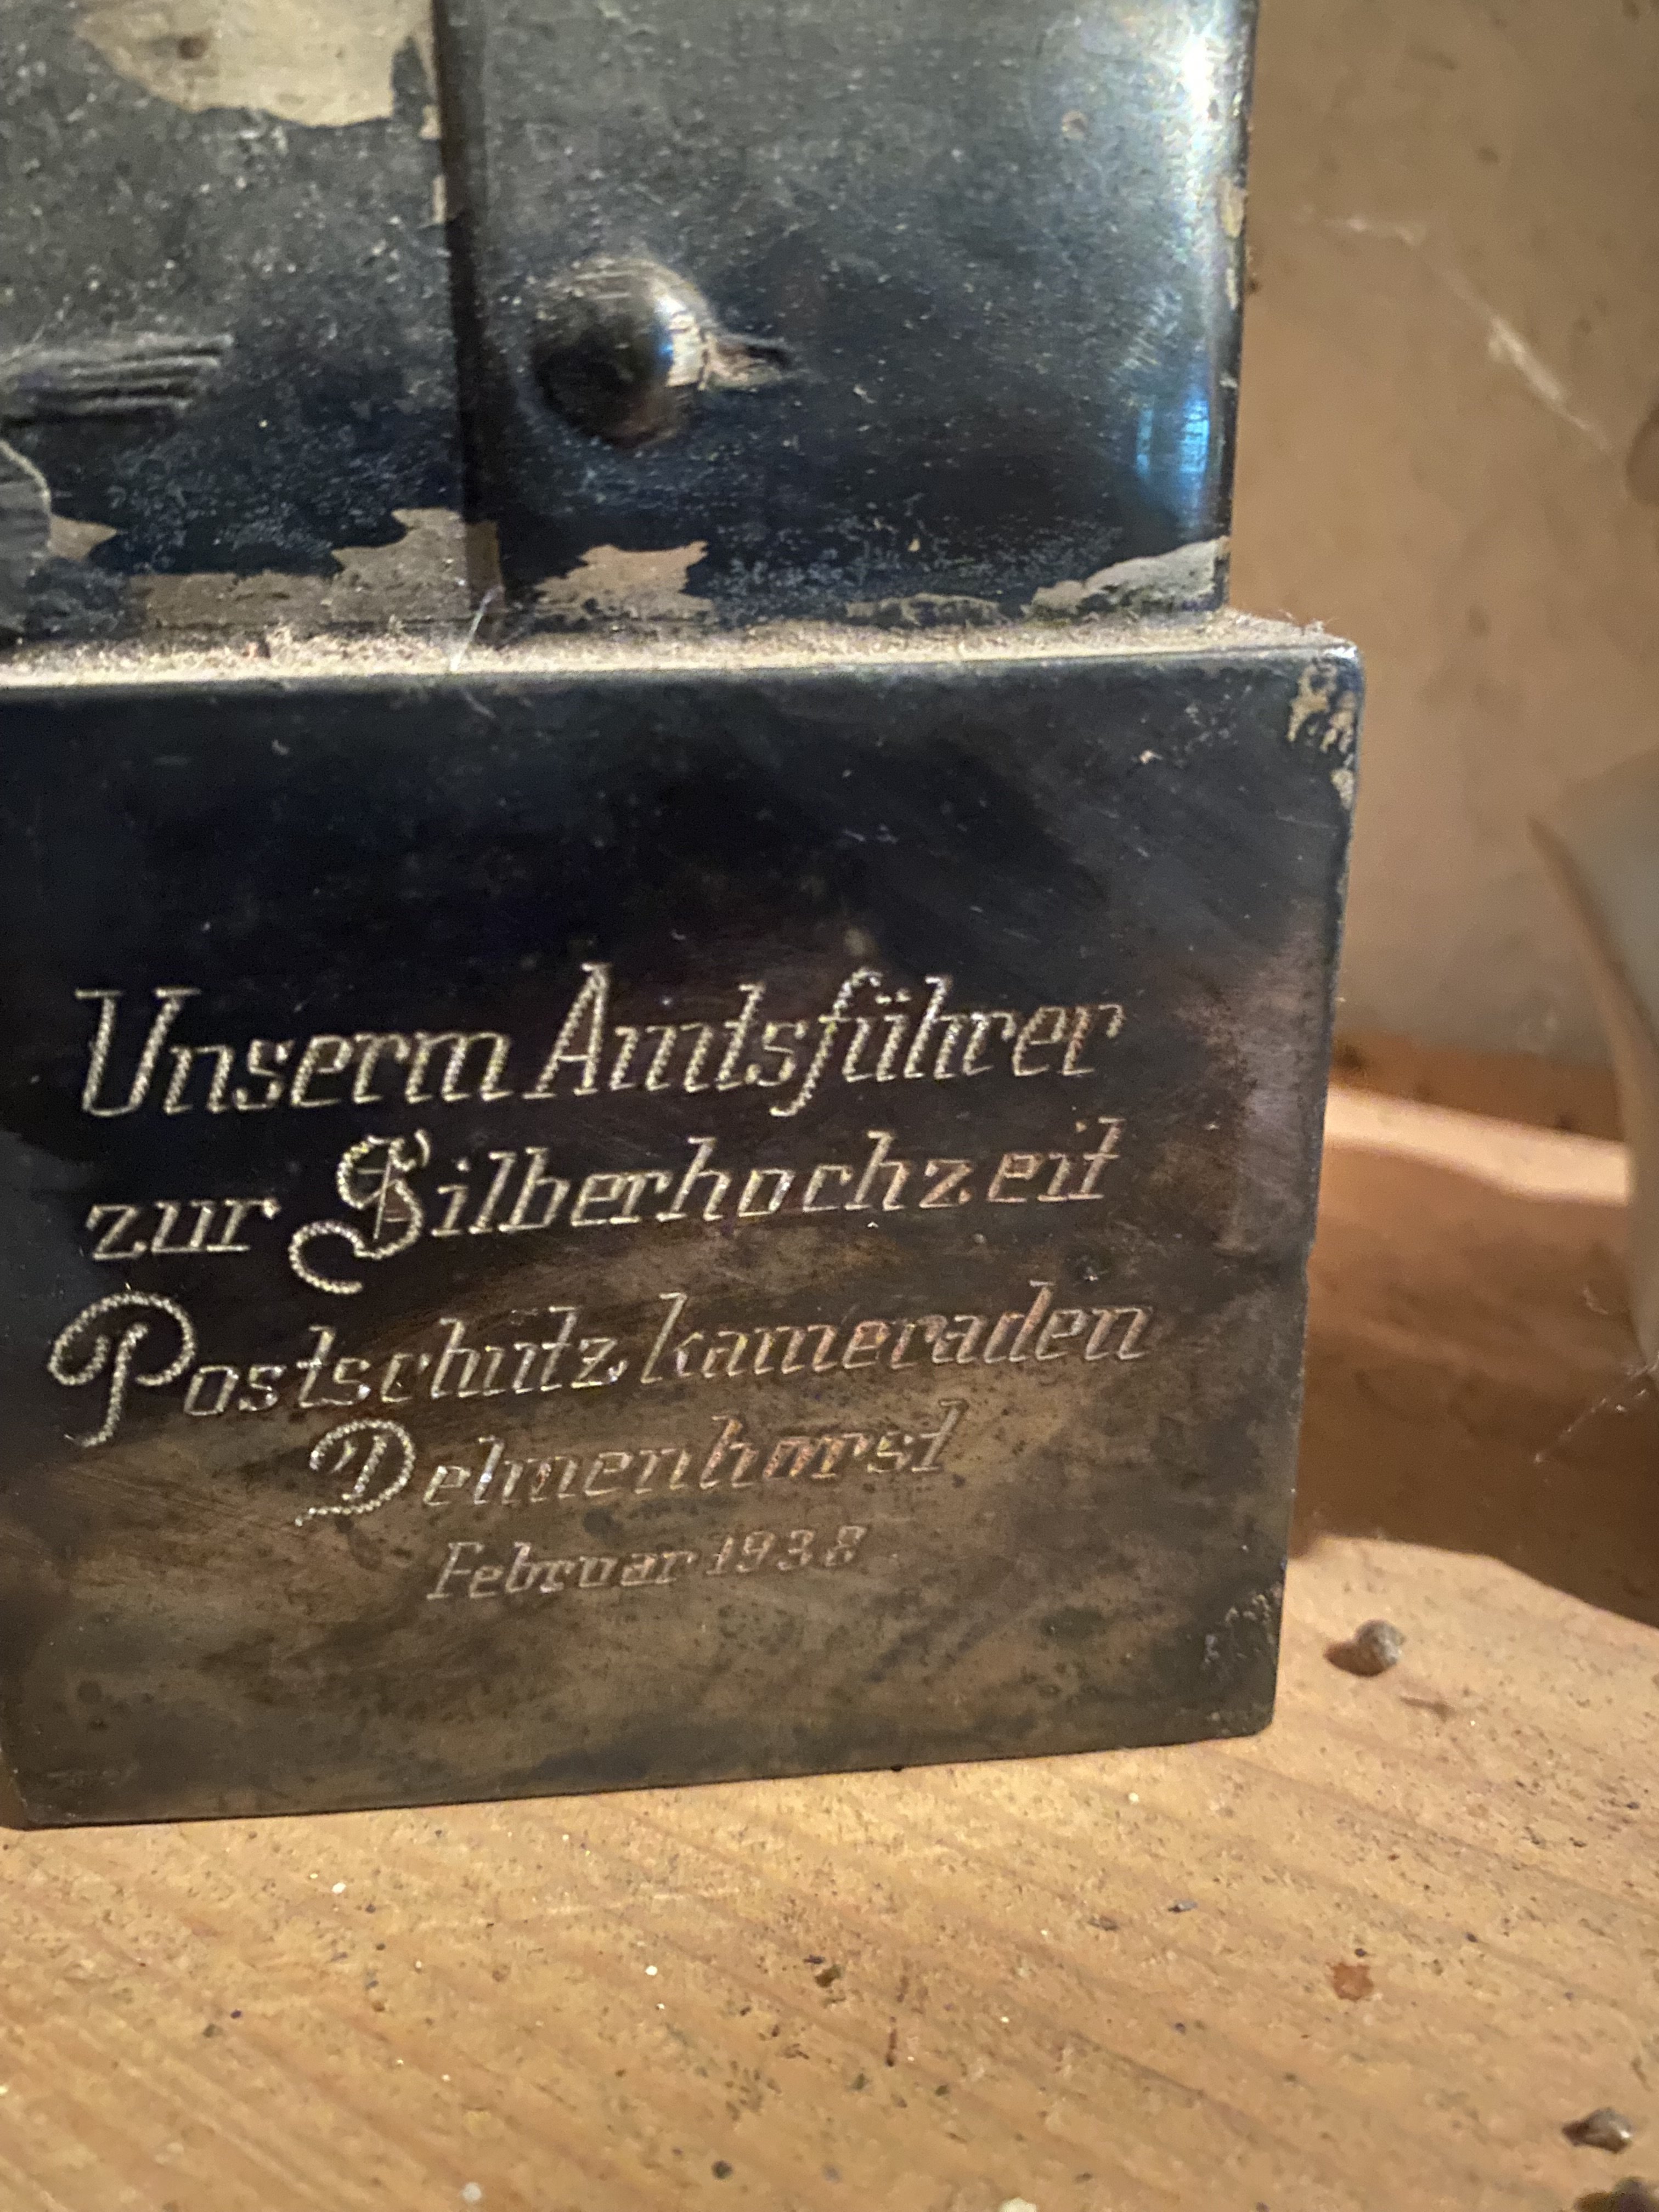 Unserm Amtsführer
zur Silberhochzeit
Postschutzkameraden
Delmenhorst
Februar 1938